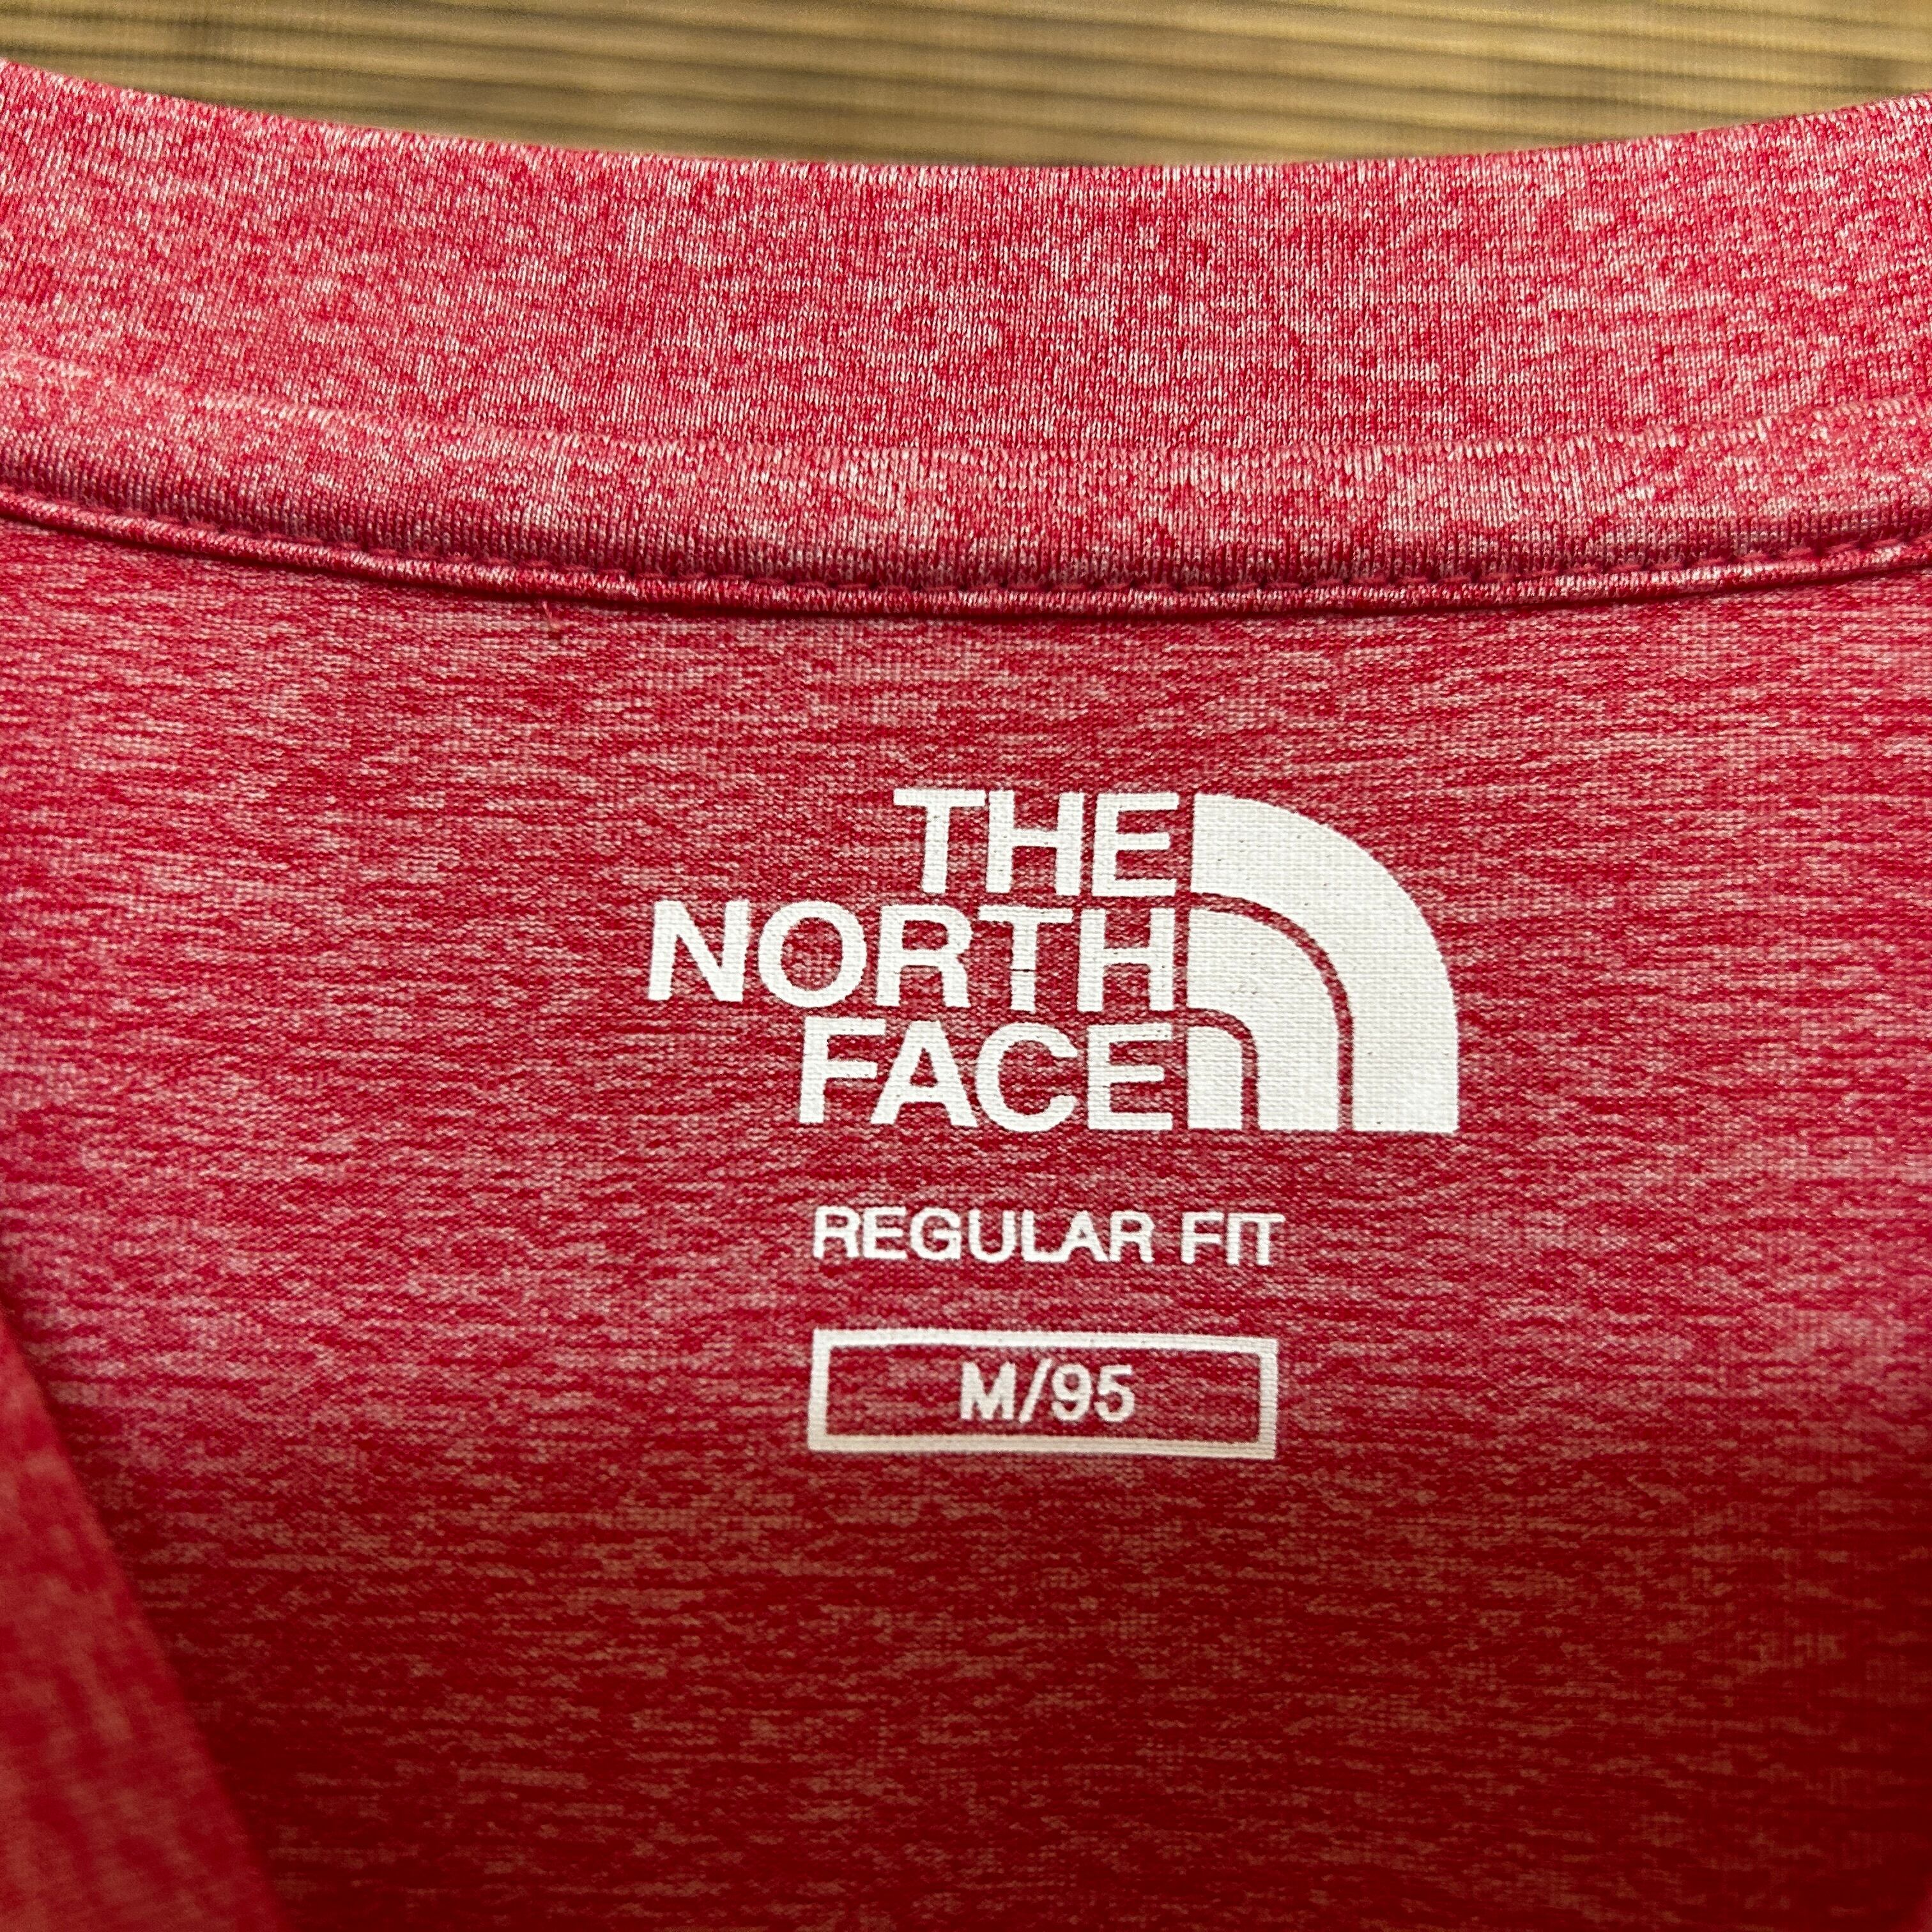 THE
NORTH
FACE
REGULAR FIT
M/95